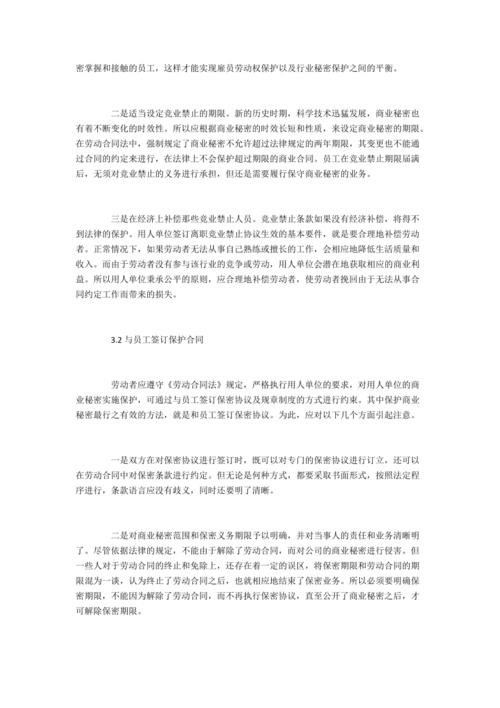 密掌握和接触的员工，这样才能实现雇员劳动权保护以及行业秘密保护之间的平衡。
二是适当设定竞业禁止的期限。新的历史时期，科学技术迅猛发展，商业秘密也
有着不断变化的时效性。所以应根据商业秘密的时效长短和性质，来设定商业秘密的期限。
在劳动合同法中，强制规定了商业秘密不允许超过法律规定的两年期限，其变更也不能通
过合同的约定来进行，在法律上不会保护超过期限的商业合同。员工在竞业禁止期限届满
后，无须对竞业禁止的义务进行承担，但还是需要履行保守商业秘密的业务。
三是在经济上补偿那些竞业禁止人员。竞业禁止条款如果没有经济补偿，将得不
到法律的保护。用人单位签订离职竞业禁止协议生效的基本要件，就是要合理地补偿劳动
者。正常情况下，如果劳动者无法从事自己熟练或擅长的工作，会相应地降低生活质量和
收入。而由于劳动者没有参与该行业的竞争或劳动，用人单位会潜在地获取相应的商业利
益。所以用人单位秉承公平的原则，应合理地补偿劳动者，使劳动者挽回由于无法从事合
同约定工作而带来的损失。
3.2 与员工签订保护合同
劳动者应遵守《劳动合同法》规定，严格执行用人单位的要求，对用人单位的商
业秘密实施保护，可通过与员工签订保密协议及规章制度的方式进行约束。其中保护商业
秘密最行之有效的方法，就是和员工签订保密协议。为此，应对以下几个方面引起注意。
一是双方在对保密协议进行签订时，既可以对专门的保密协议进行订立，还可以
在劳动合同中对保密条款进行约定。但无论是何种方式，都要采取书面形式，按照法定程
序进行，条款语言应没有歧义，同时还要明了清晰。
二是对商业秘密范围和保密义务期限予以明确，并对当事人的责任和业务清晰明
了。尽管依据法律的规定，不能由于解除了劳动合同，而对公司的商业秘密进行侵害。但
一些人对于劳动合同的终止和免除上，还存在着一定的误区，将保密期限和劳动合同的期
限混为一谈，认为终止了劳动合同之后，也就相应地结束了保密业务。所以必须要明确保
密期限，不能因为解除了劳动合同，而不再执行保密协议，直至公开了商业秘密之后，才
可解除保密期限。